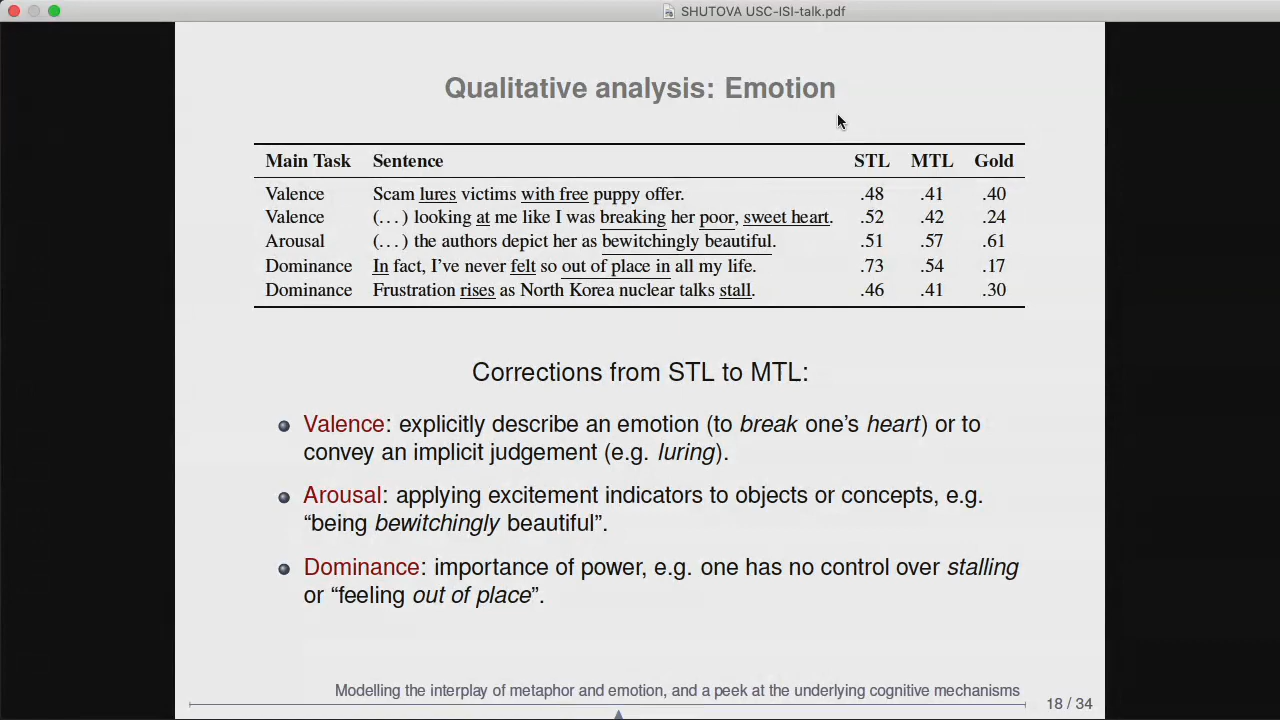 SHUTOVA USC-ISI-talk.pdf
Qualitative analysis: Emotion
Main Task Sentence STL MTL Gold
Valence Scam lures victims with free puppy offer. .48 .41 .40
Valence (...) looking at me like I was breaking her poor, sweet heart. .52 .42 .24
Arousal (...) the authors depict her as bewitchingly beautiful. .51 .57 .61
Dominance In fact, I've never felt so out of place in all my life. .73 .54 .17
Dominance Frustration rises as North Korea nuclear talks stall. .46 .41 .30
Corrections from STL to MTL:
Valence: explicitly describe an emotion (to break one's heart) or to
convey an implicit judgement (e.g. luring).
Arousal: applying excitement indicators to objects or concepts, e.g.
“being bewitchingly beautiful”.
Dominance: importance of power, e.g. one has no control over stalling
or “feeling out of place”.
Modelling the interplay of metaphor and emotion, and a peek at the underlying cognitive mechanisms
18 / 34